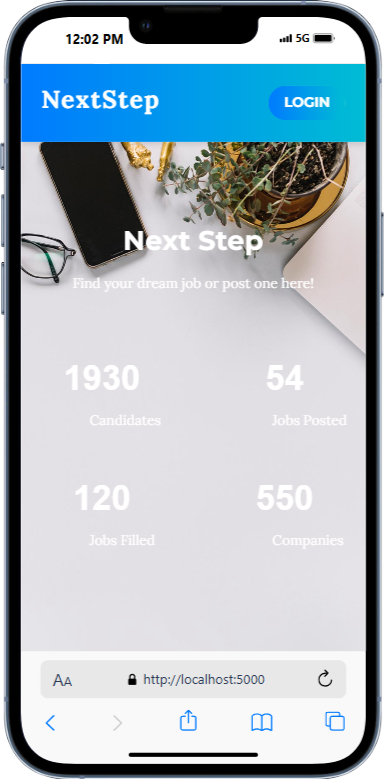 12:02 PM 5G
NextStep LOGIN
Next Step
Find your dream job or post one here!
1930 54
Candidates Jobs Posted
120 550
Jobs Filled Companies
AA http://localhost:5000